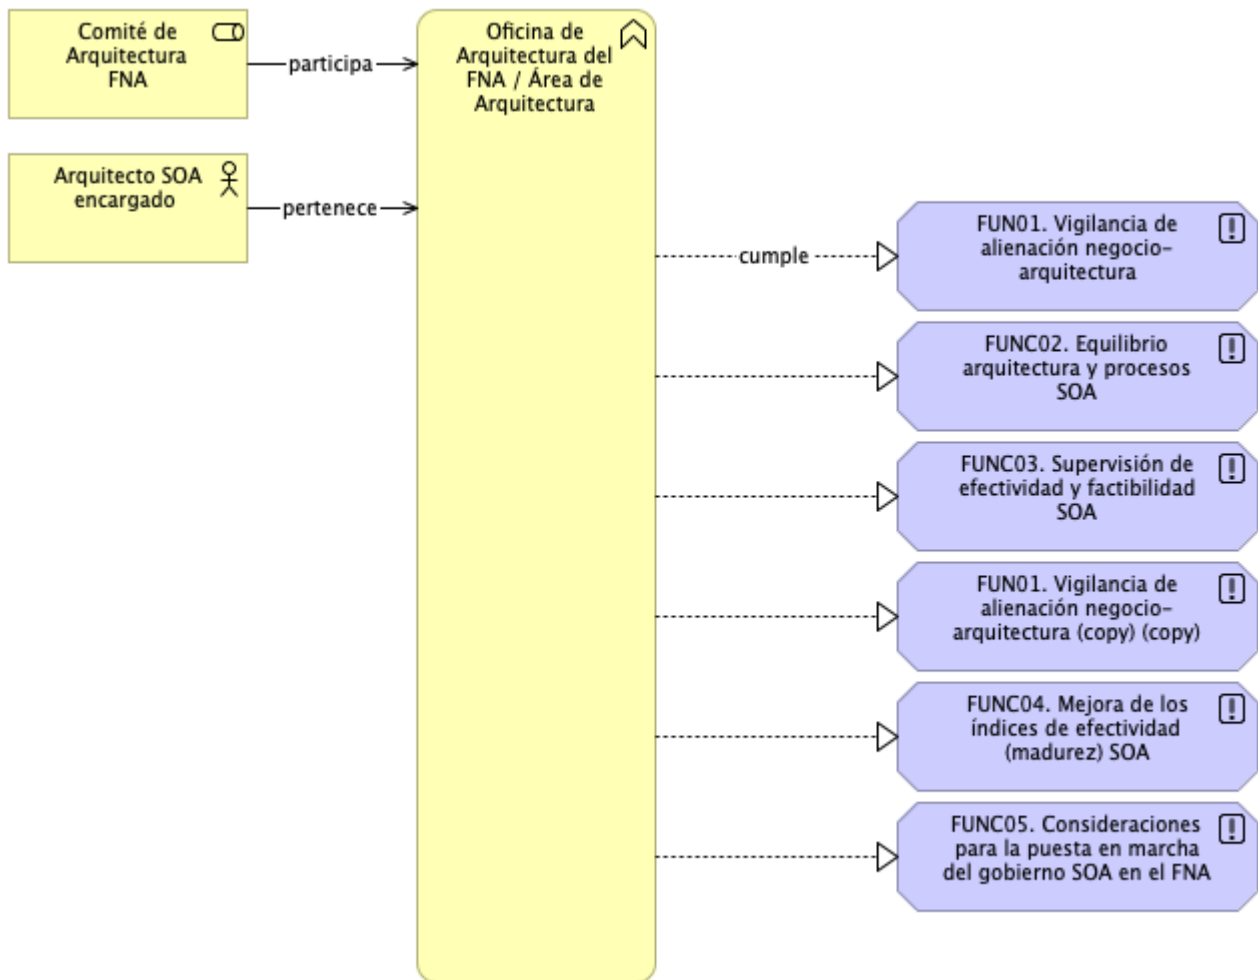 Comité de
Arquitectura
FNA
participa
Oficina de
Arquitectura del
FNA / Área de
Arquitectura
Arquitecto SOA
encargado
pertenece
cumple
FUN01. Vigilancia de
alienación negocio-
arquitectura
FUNC02. Equilibrio
arquitectura y procesos
SOA
FUNC03. Supervisión de
efectividad y factibilidad
SOA
FUN01. Vigilancia de
alienación negocio-
arquitectura (copy) (copy)
FUNC04. Mejora de los
índices de efectividad
(madurez) SOA
FUNC05. Consideraciones
para la puesta en marcha
del gobierno SOA en el FNA